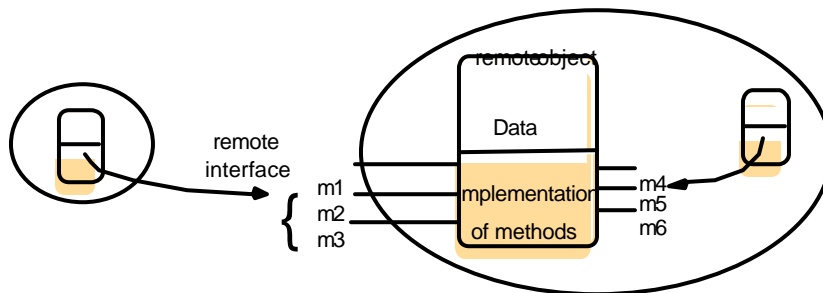 remoteobject
Data
remote
interface
{
m1
m2
m3
mplementation
of methods
m4
m5
m6